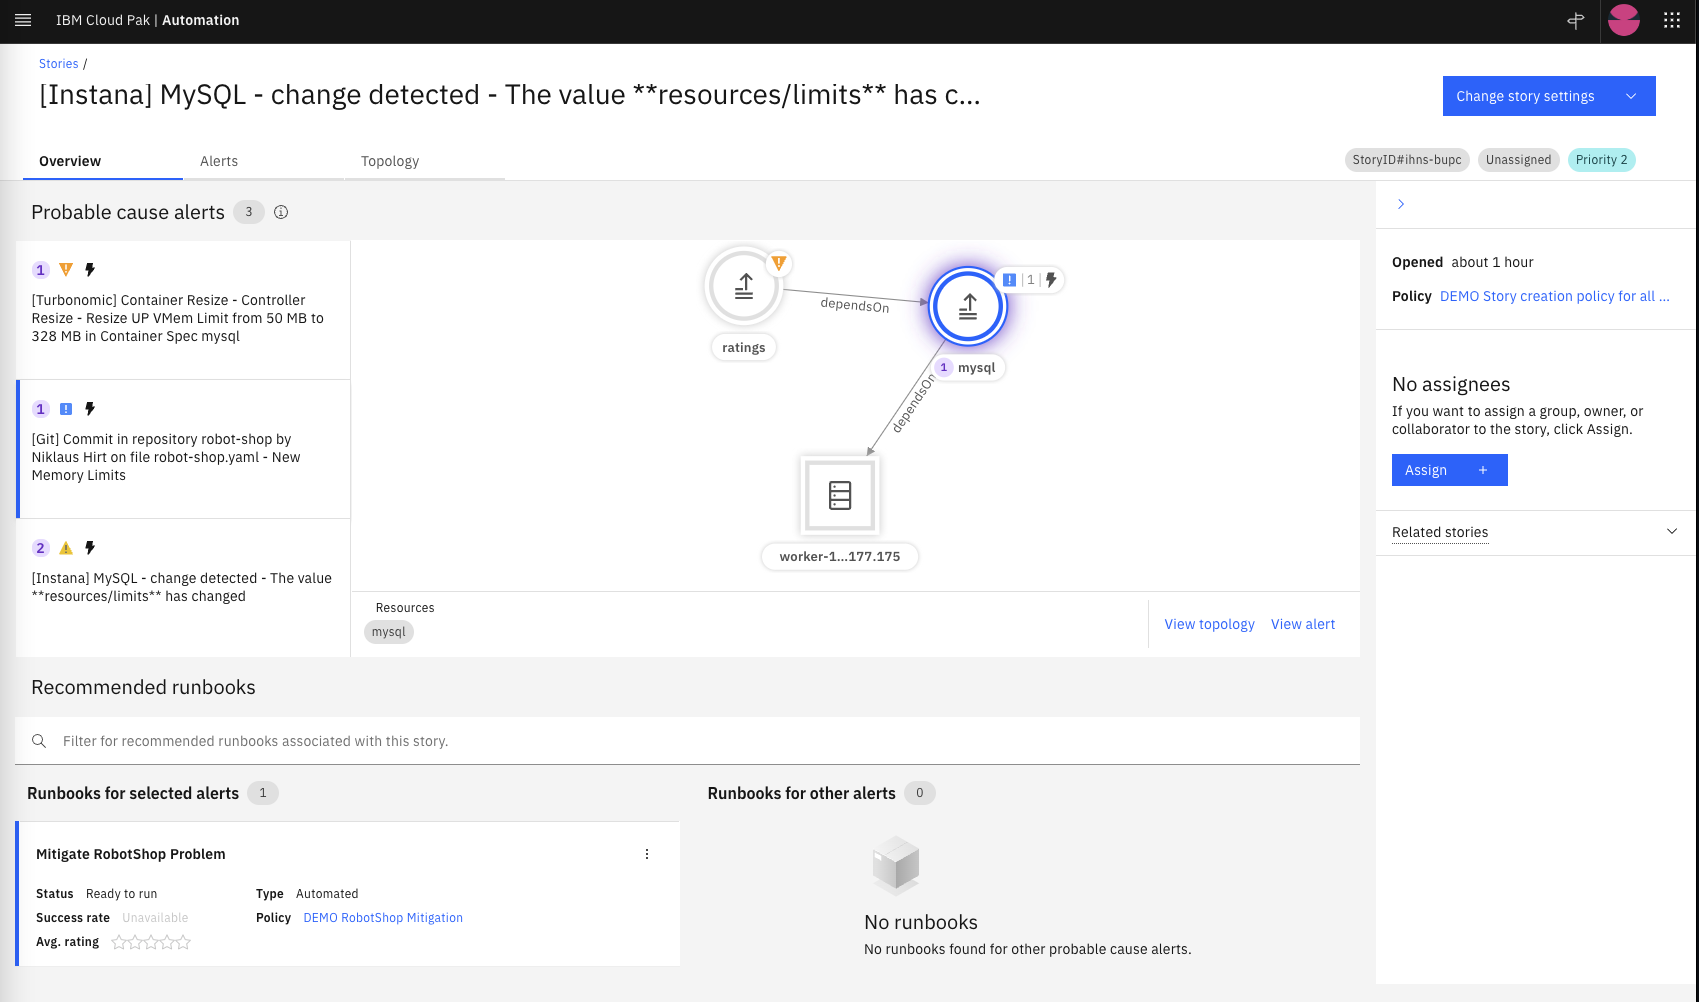 IBM Cloud Pak | Automation
Stories /
[Instana] MySQL - change detected - The value **resources/limits** has c...
Change story settings
Overview
Alerts
Topology
StoryID#ihns-bupc
Unassigned
Priority 2
Probable cause alerts 3
1
[Turbonomic] Container Resize - Controller
Resize - Resize UP VMem Limit from 50 MB to
328 MB in Container Spec mysql
1
[Git] Commit in repository robot-shop by
Niklaus Hirt on file robot-shop.yaml - New
Memory Limits
2
[Instana] MySQL - change detected - The value
**resources/limits** has changed
dependsOn
1
ratings
1 mysql
dependsOn
worker-1...177.175
Resources
mysql
View topology
View alert
Opened about 1 hour
Policy DEMO Story creation policy for all ...
No assignees
If you want to assign a group, owner, or
collaborator to the story, click Assign.
Assign +
Related stories
Recommended runbooks
Filter for recommended runbooks associated with this story.
Runbooks for selected alerts 1
Mitigate RobotShop Problem
Status Ready to run
Type Automated
Success rate Unavailable
Policy DEMO RobotShop Mitigation
Avg. rating
Runbooks for other alerts 0
No runbooks
No runbooks found for other probable cause alerts.